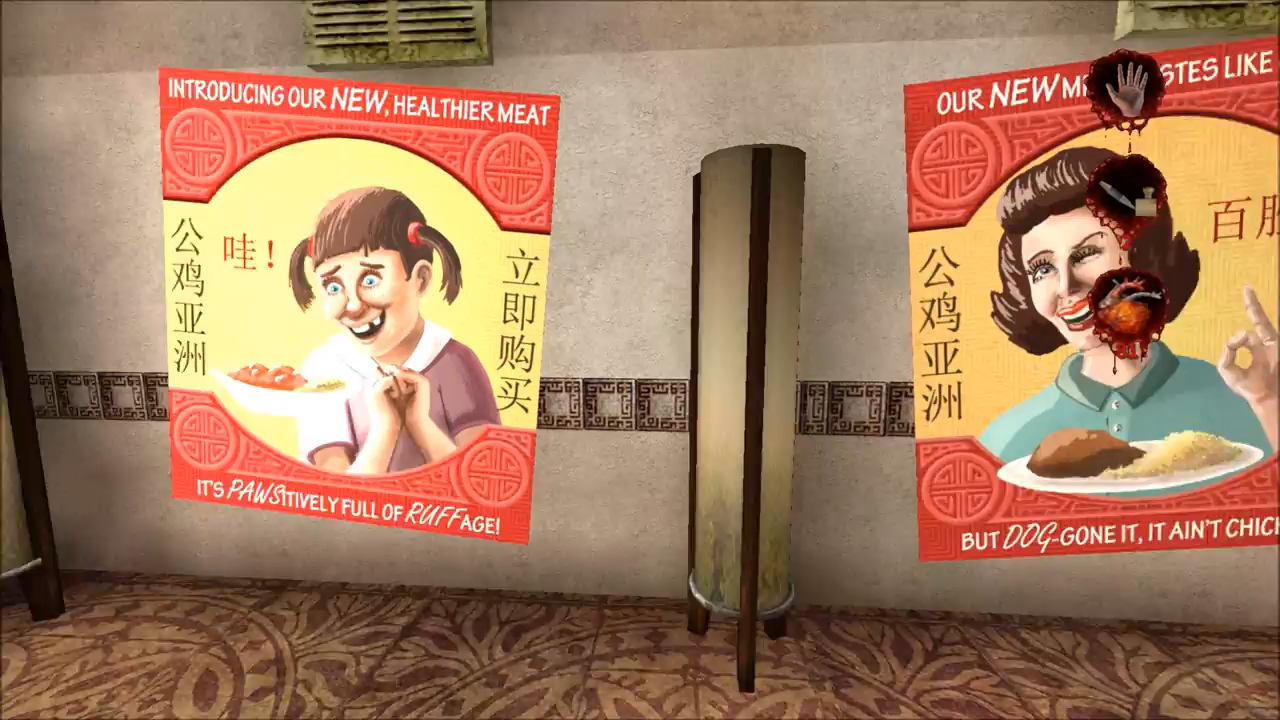 INTRODUCING OUR NEW, HEALTHIER MEAT
公鸡亚洲
哇!
立即购买
IT'S PAWSITIVELY FULL OF RUFFAGE!
OUR NEW STES LIKE
公鸡亚洲
百
BUT DOG-GONE IT, IT AIN'T